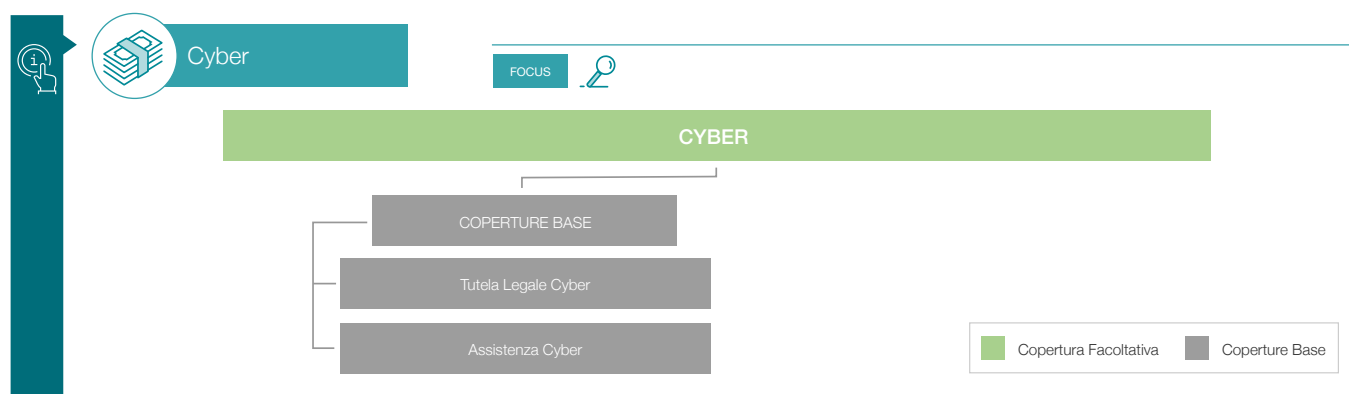 Cyber
FOCUS
CYBER
COPERTURE BASE
Tutela Legale Cyber
Assistenza Cyber
Copertura Facoltativa
Coperture Base